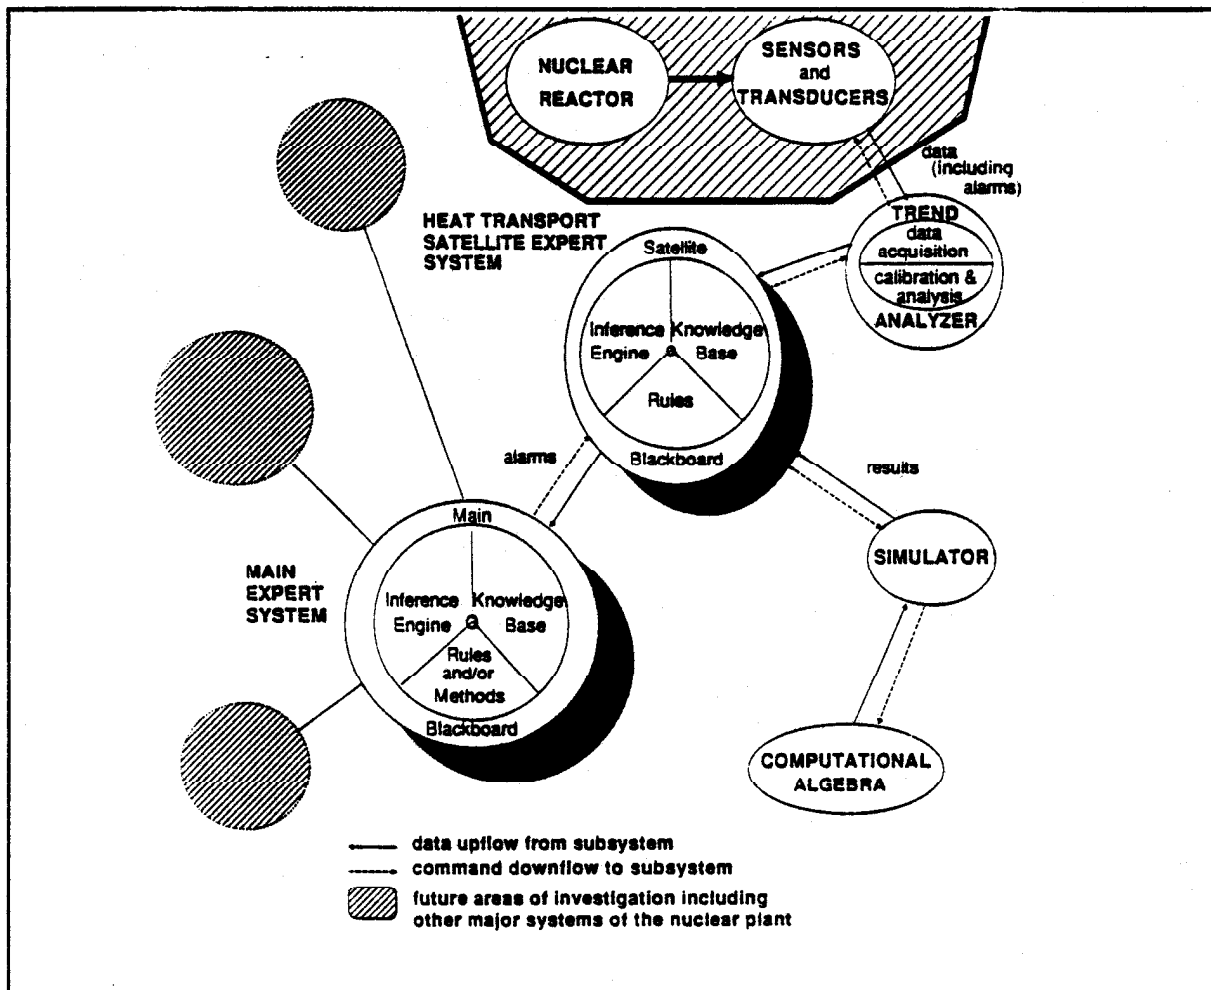 NUCLEAR
REACTOR
SENSORS
and
TRANSDUCERS
data
(including
alarms)
HEAT TRANSPORT
SATELLITE EXPERT
SYSTEM
TREND
data
acquisition
calibration &
analysis
ANALYZER
Satellite
Inference Knowledge
Engine Base
Rules
Blackboard
alarms
results
SIMULATOR
MAIN
EXPERT
SYSTEM
Main
Inference Knowledge
Engine a Base
Rules
and/or
Methods
Blackboard
COMPUTATIONAL
ALGEBRA
data upflow from subsystem
command downflow to subsystem
future areas of investigation including
other major systems of the nuclear plant